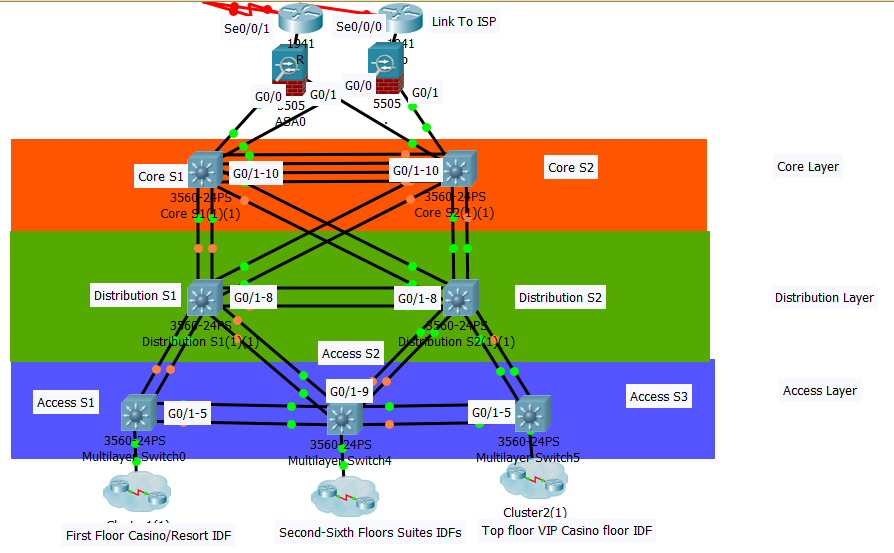 Se0/0/1
Se0/0/0
Link To ISP
1941
R
G0/0
G0/1
G0/0
G0/1
5505
ASA0
5505
Core S1
G0/1-10
G0/1-10
Core S2
Core Layer
3560-24PS
Core S1(1)(1)
3560-24PS
Core S2(1)(1)
Distribution S1
G0/1-8
G0/1-8
Distribution S2
Distribution Layer
3560-24PS
Distribution S1(1)(1)
3560-24PS
Distribution S2(1)(1)
Access S2
Access S1
G0/1-5
G0/1-9
G0/1-5
Access S3
Access Layer
3560-24PS
Multilayer Switch0
3560-24PS
Multilayer Switch4
3560-24PS
Multilayer Switch5
Cluster2(1)
First Floor Casino/Resort IDF
Second-Sixth Floors Suites IDFs
Top floor VIP Casino floor IDF